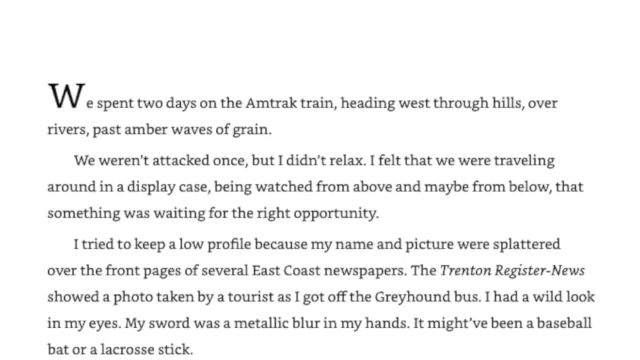 We spent two days on the Amtrak train, heading west through hills, over
rivers, past amber waves of grain.
We weren't attacked once, but I didn't relax. I felt that we were traveling
around in a display case, being watched from above and maybe from below, that
something was waiting for the right opportunity.
I tried to keep a low profile because my name and picture were splattered
over the front pages of several East Coast newspapers. The Trenton Register-News
showed a photo taken by a tourist as I got off the Greyhound bus. I had a wild look
in my eyes. My sword was a metallic blur in my hands. It might've been a baseball
bat or a lacrosse stick.